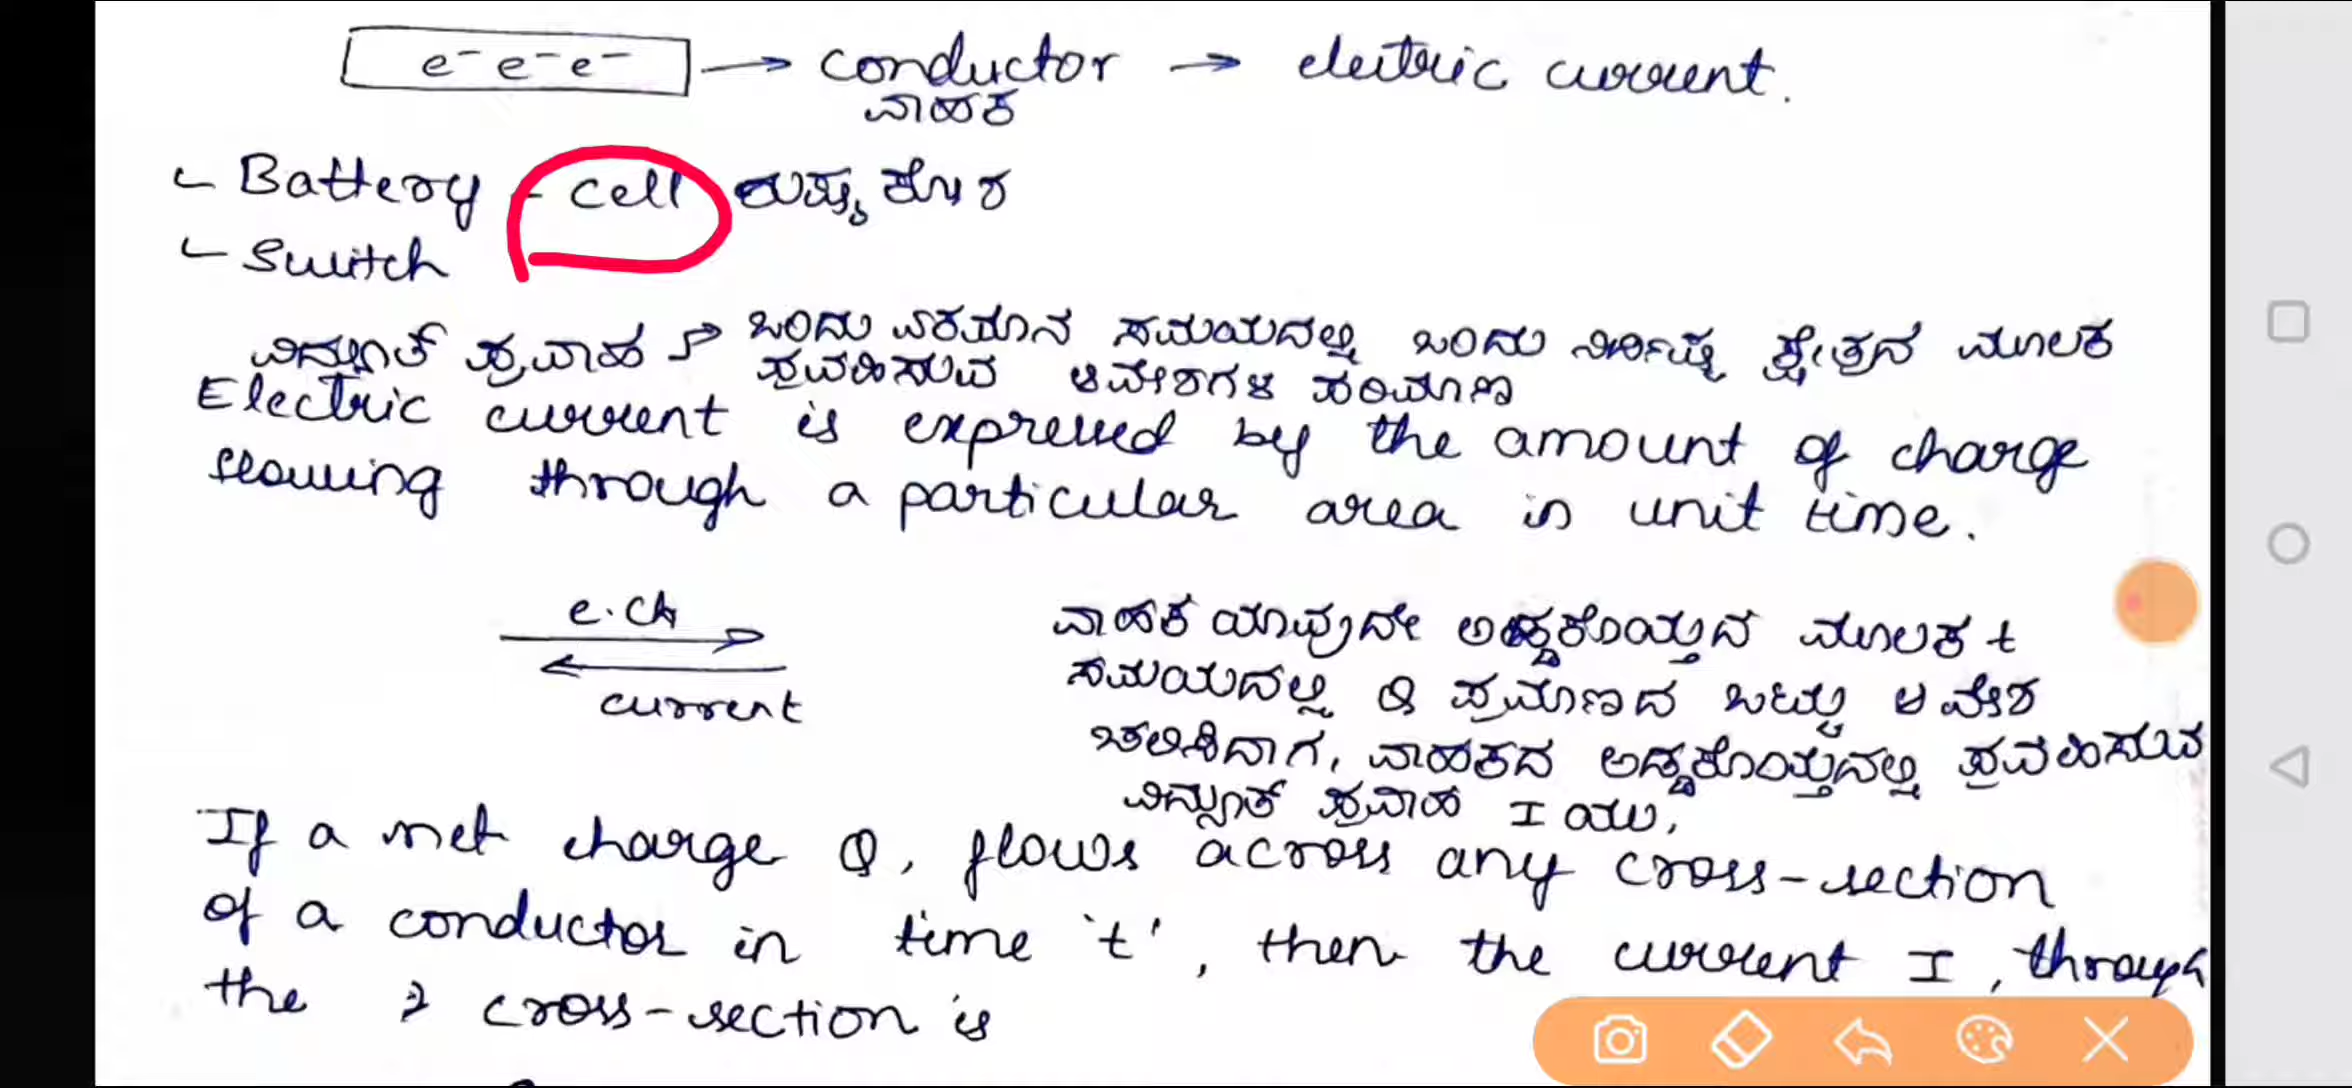 e⁻ e⁻ e⁻ → conductor → electric current.
ವಾಹಕ
Battery - cell ಶುಷ್ಕ ಕೋಶ
Switch
ವಿದ್ಯುತ್ ಪ್ರವಾಹ → ಒಂದು ಏಕಮಾನ ಸಮಯದಲ್ಲಿ ಒಂದು ನಿರ್ದಿಷ್ಟ ಕ್ಷೇತ್ರದ ಮೂಲಕ
ಪ್ರವಹಿಸುವ ಆವೇಶಗಳ ಪರಿಮಾಣ
Electric current is expressed by the amount of charge
flowing through a particular area in unit time.
e.ch
current
ವಾಹಕ ಯಾವುದೇ ಅಡ್ಡಕೊಯ್ತದ ಮೂಲಕ t
ಸಮಯದಲ್ಲಿ Q ಪ್ರಮಾಣದ ಒಟ್ಟು ಆವೇಶ
ಚಲಿಸಿದಾಗ, ವಾಹಕದ ಅಡ್ಡಕೊಯ್ತದಲ್ಲಿ ಪ್ರವಹಿಸುವ
ವಿದ್ಯುತ್ ಪ್ರವಾಹ I ಯು,
If a net charge Q, flows across any cross-section
of a conductor in time 't', then the current I, through
the cross-section is